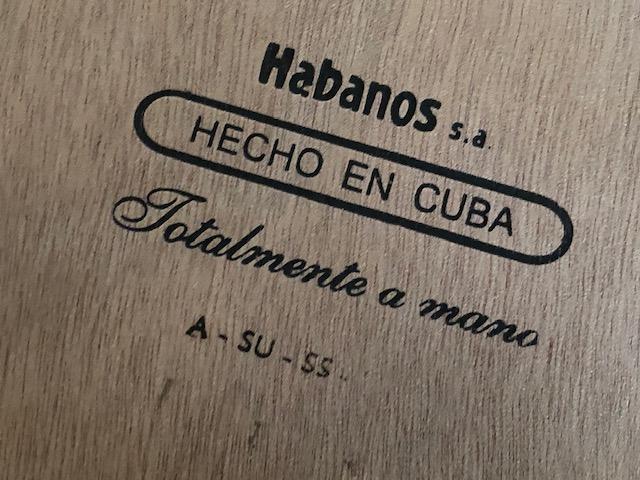 Habanos s.a.
HECHO EN CUBA
Totalmente a mano
A - SU - SS.